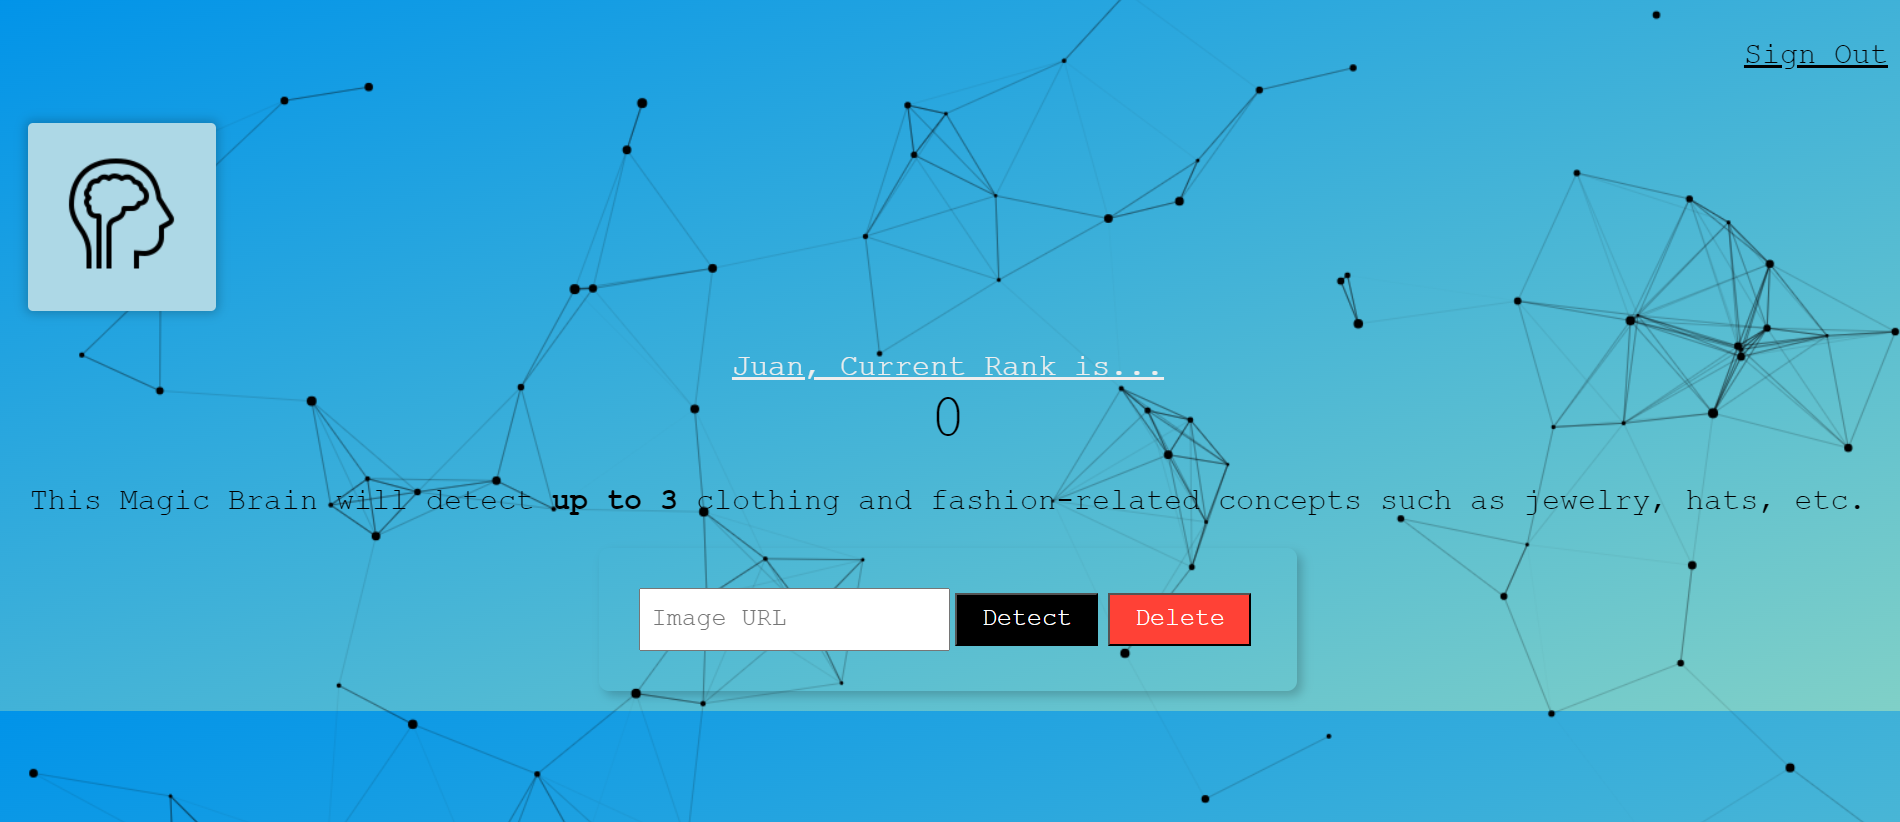 Sign Out
Juan, Current Rank is...
0
This Magic Brain will detect up to 3 clothing and fashion-related concepts such as jewelry, hats, etc.
Image URL Detect Delete